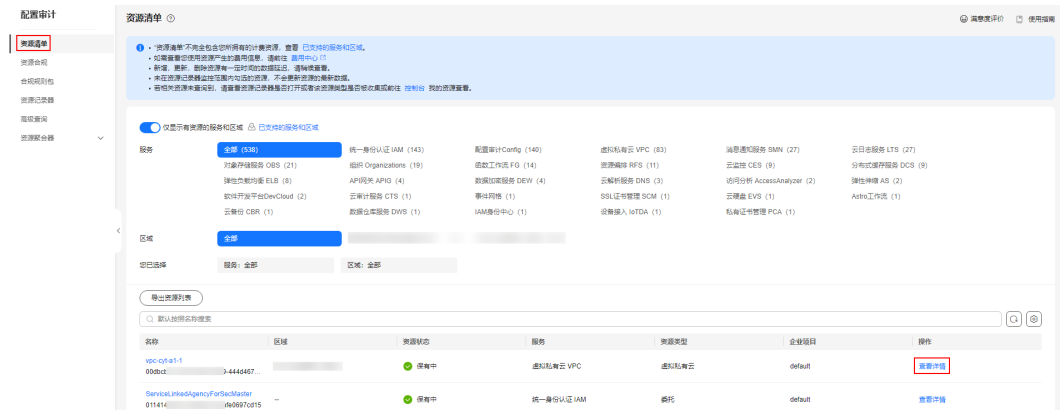 配置审计
资源清单
资源合规
合规规则包
资源记录器
高级查询
资源聚合器
资源清单
满意度评价 使用指南
• "资源清单"不完全包含您所拥有的计费资源，查看 已支持的服务和区域。
• 如需查看您使用资源产生的费用信息，请前往 费用中心
• 新增、更新、删除资源有一定时间的数据延迟，请稍候查看。
• 未在资源记录器监控范围内勾选的资源，不会更新资源的最新数据。
• 若相关资源未查询到，请查看资源记录器是否打开或者该资源类型是否被收集或前往 控制台 我的资源查看。
仅显示有资源的服务和区域 已支持的服务和区域
服务 全部 (538) 统一身份认证 IAM (143) 配置审计Config (140) 虚拟私有云 VPC (83) 消息通知服务 SMN (27) 云日志服务 LTS (27)
对象存储服务 OBS (21) 组织 Organizations (19) 函数工作流 FG (14) 资源编排 RFS (11) 云监控 CES (9) 分布式缓存服务 DCS (9)
弹性负载均衡 ELB (8) API网关 APIG (4) 数据加密服务 DEW (4) 云解析服务 DNS (3) 访问分析 AccessAnalyzer (2) 弹性伸缩 AS (2)
软件开发平台DevCloud (2) 云审计服务 CTS (1) 事件网格 (1) SSL证书管理 SCM (1) 云硬盘 EVS (1) Astro工作流 (1)
云备份 CBR (1) 数据仓库服务 DWS (1) IAM身份中心 (1) 设备接入 IoTDA (1) 私有证书管理 PCA (1)
区域 全部
您已选择 服务：全部 区域：全部
导出资源列表
默认按照名称搜索
名称 区域 资源状态 服务 资源类型 企业项目 操作
vpc-cyt-a1-1
00dbc 444d467... 保有中 虚拟私有云 VPC 虚拟私有云 default 查看详情
ServiceLinkedAgencyForSecMaster
011414 fe0697cd15 -- 保有中 统一身份认证 IAM 委托 default 查看详情